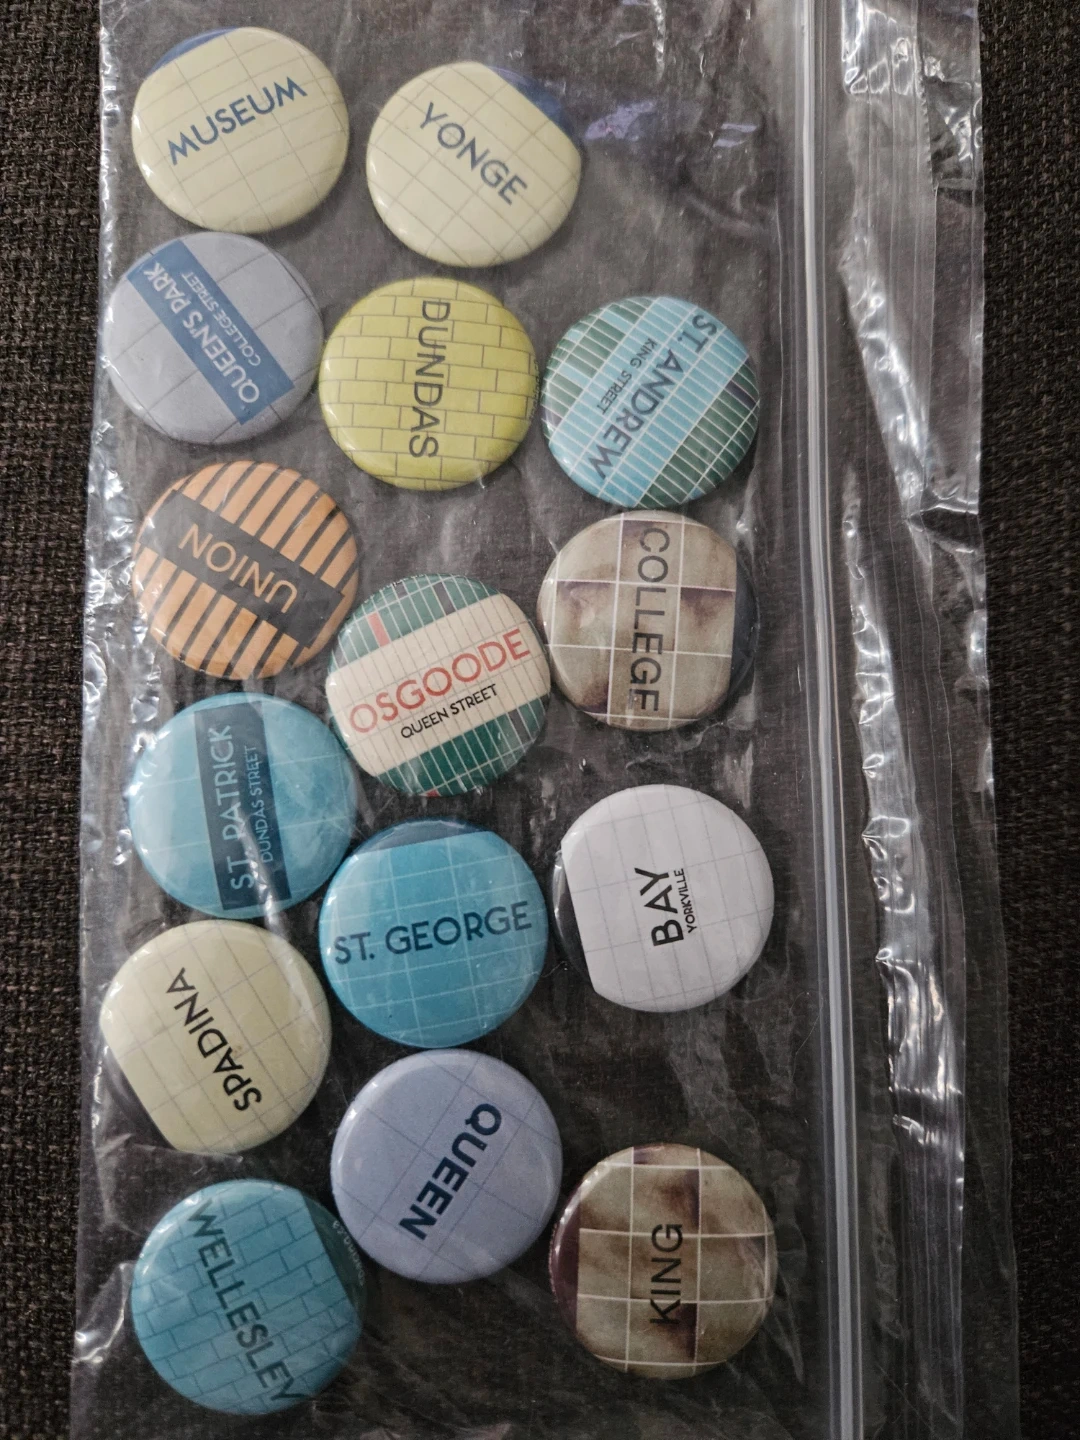 MUSEUM
YONGE
QUEEN'S PARK
COLLEGE STREET
DUNDAS
ST. ANDREW
KING STREET
UNION
OSGOODE
QUEEN STREET
COLLEGE
ST. PATRICK
DUNDAS STREET
ST. GEORGE
BAY
YORKVILLE
SPADINA
QUEEN
WELLESLEY
KING